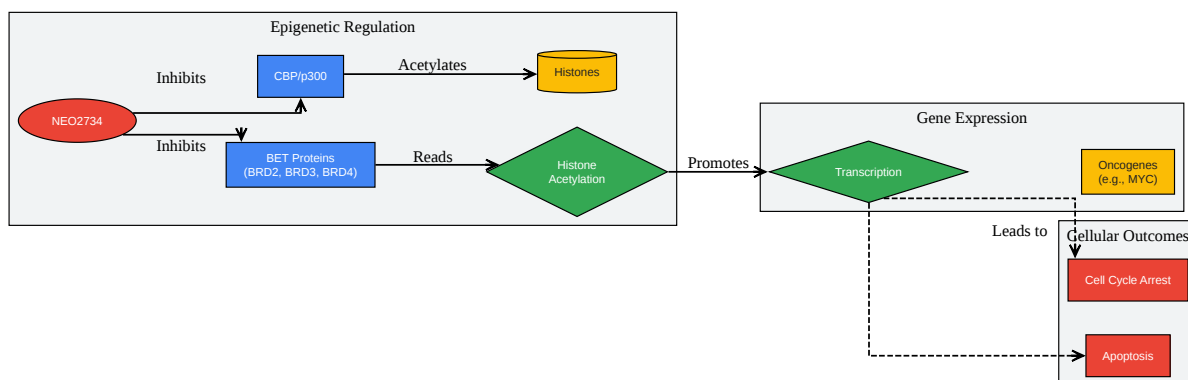 Epigenetic Regulation
Inhibits
CBP/p300
Acetylates
Histones
NEO2734
Inhibits
BET Proteins
(BRD2, BRD3, BRD4)
Reads
Histone
Acetylation
Promotes
Gene Expression
Transcription
Oncogenes
(e.g., MYC)
Leads to
Cellular Outcomes
Cell Cycle Arrest
Apoptosis